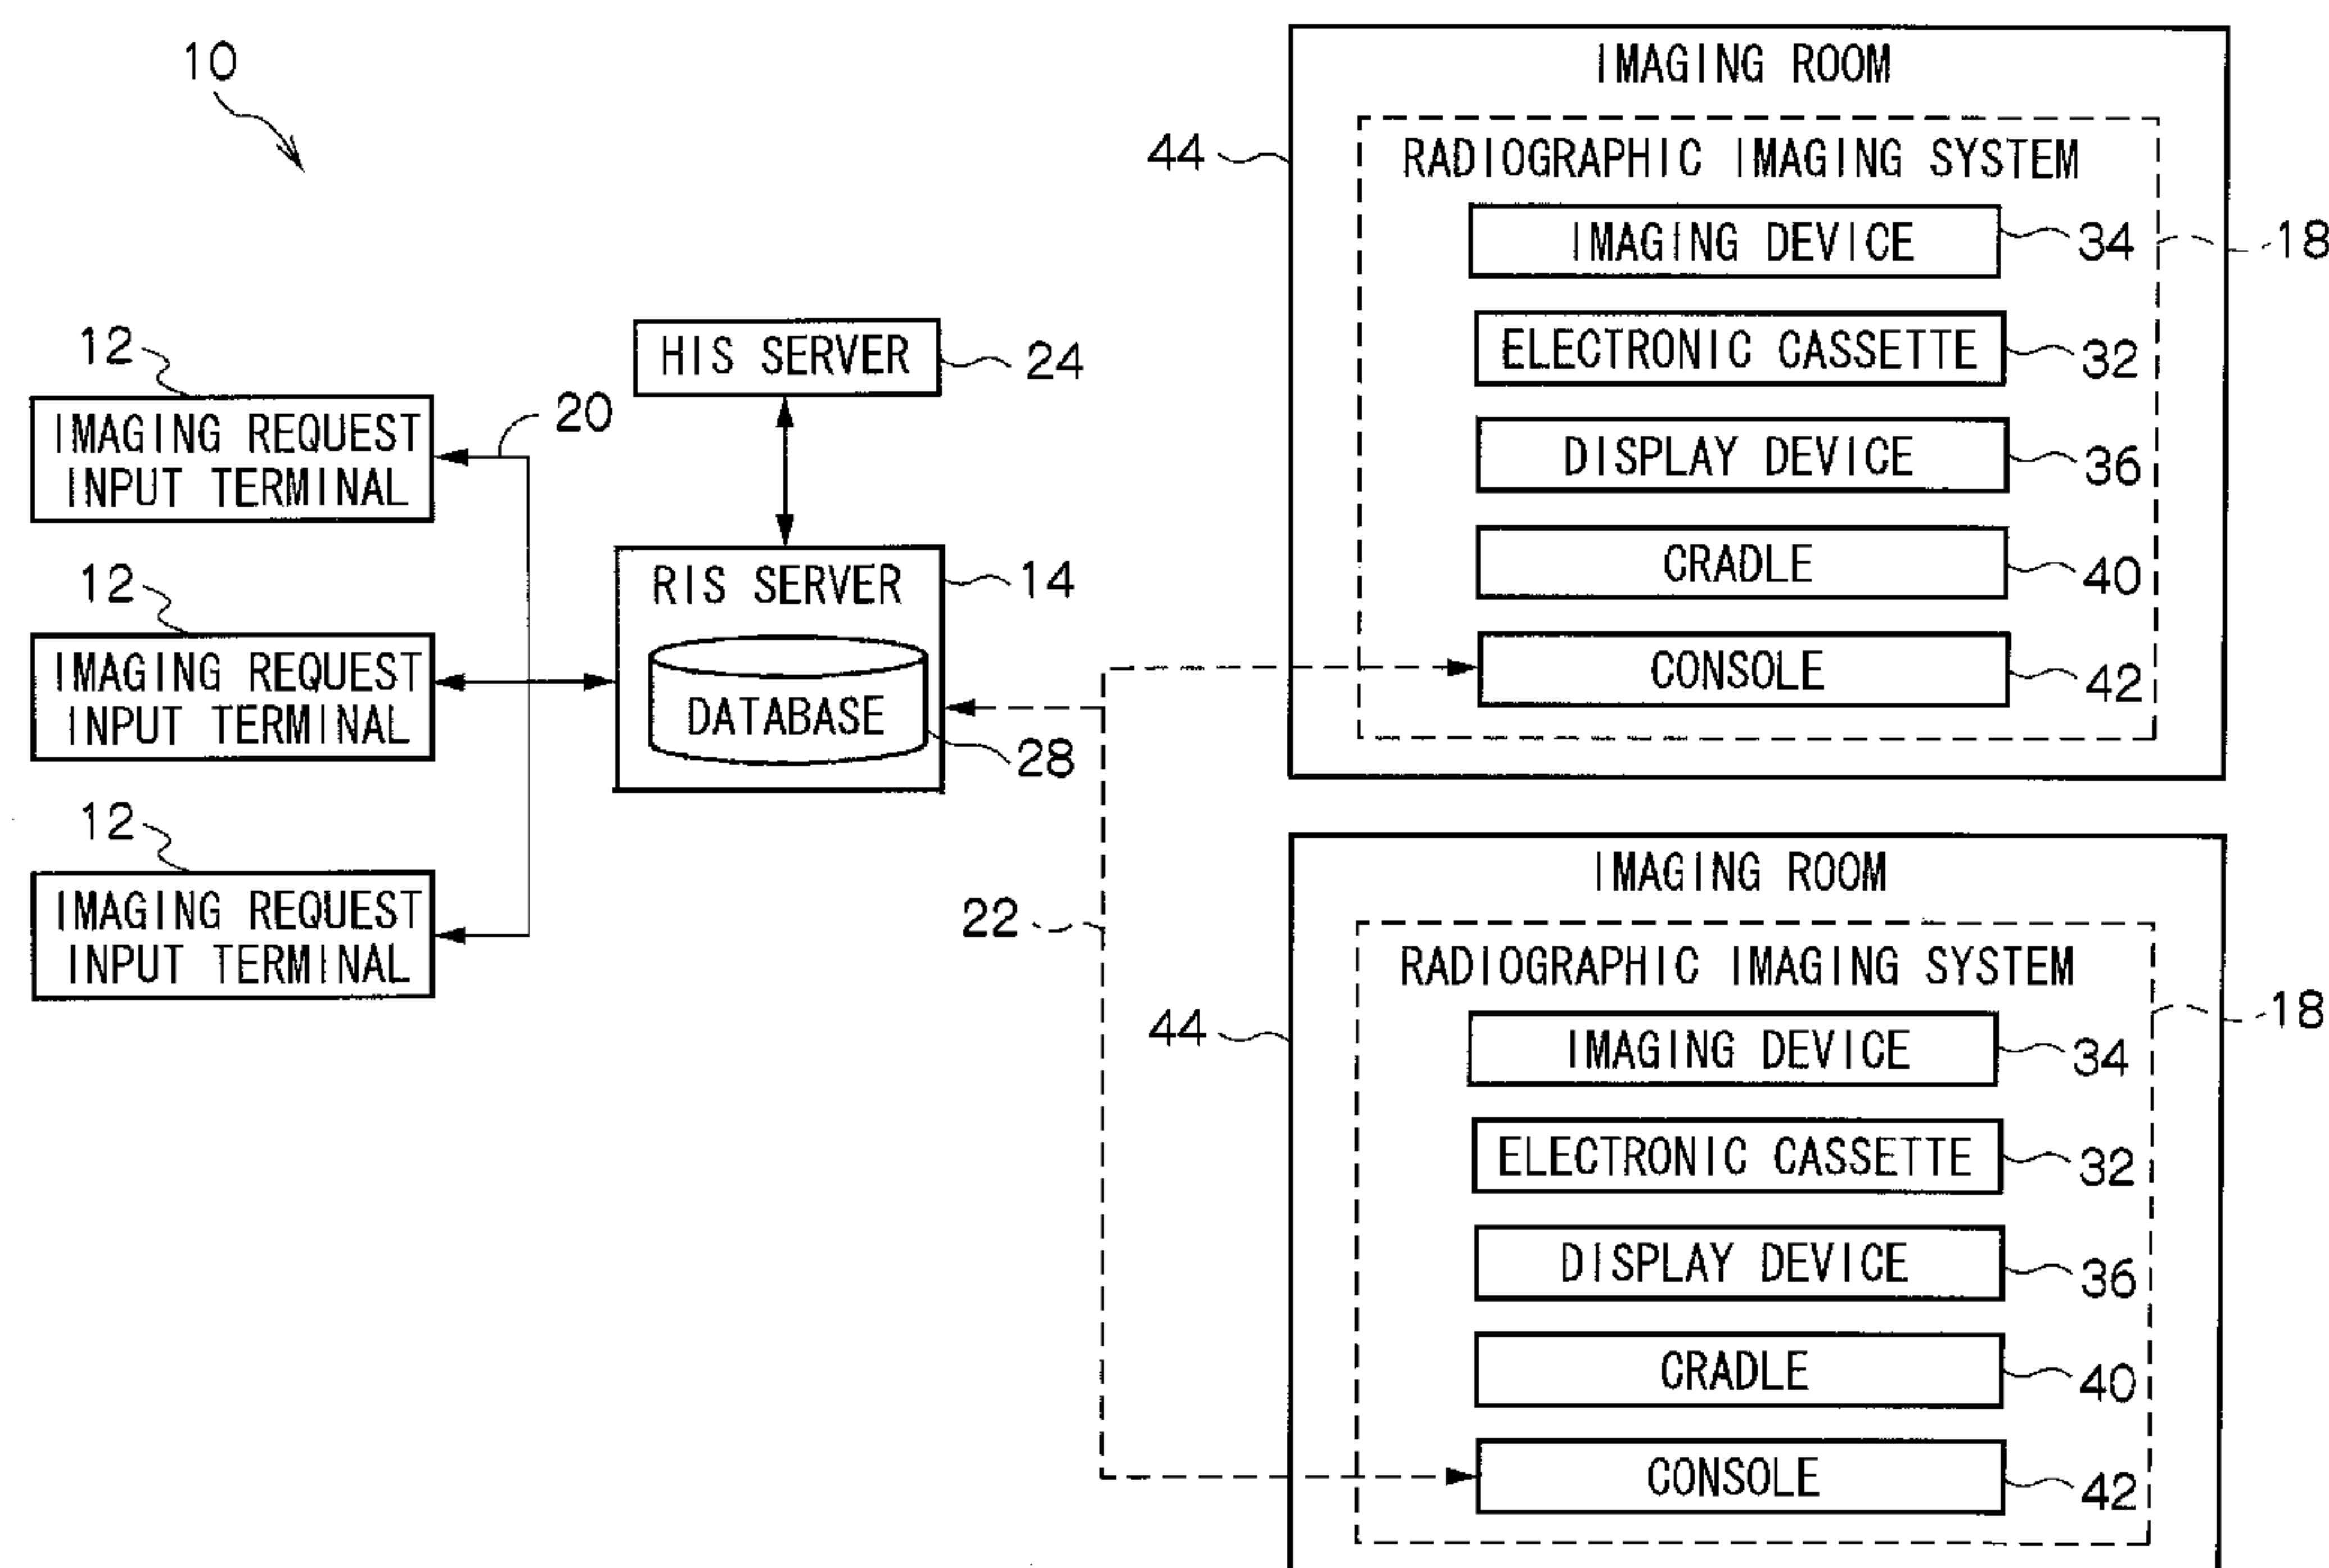 10
12
IMAGING REQUEST
INPUT TERMINAL
20
12
IMAGING REQUEST
INPUT TERMINAL
12
IMAGING REQUEST
INPUT TERMINAL
HIS SERVER
24
RIS SERVER
14
DATABASE
28
22
IMAGING ROOM
44
RADIOGRAPHIC IMAGING SYSTEM
18
IMAGING DEVICE
34
ELECTRONIC CASSETTE
32
DISPLAY DEVICE
36
CRADLE
40
CONSOLE
42
IMAGING ROOM
44
RADIOGRAPHIC IMAGING SYSTEM
18
IMAGING DEVICE
34
ELECTRONIC CASSETTE
32
DISPLAY DEVICE
36
CRADLE
40
CONSOLE
42